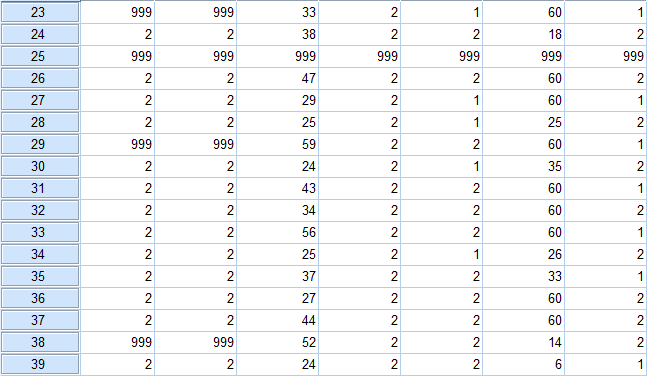 23 999 999 33 2 1 60 1
24 2 2 38 2 2 18 2
25 999 999 999 999 999 999 999
26 2 2 47 2 2 60 2
27 2 2 29 2 1 60 1
28 2 2 25 2 1 25 2
29 999 999 59 2 2 60 1
30 2 2 24 2 1 35 2
31 2 2 43 2 2 60 1
32 2 2 34 2 2 60 2
33 2 2 56 2 2 60 1
34 2 2 25 2 1 26 2
35 2 2 37 2 2 33 1
36 2 2 27 2 2 60 2
37 2 2 44 2 2 60 2
38 999 999 52 2 2 14 2
39 2 2 24 2 2 6 1